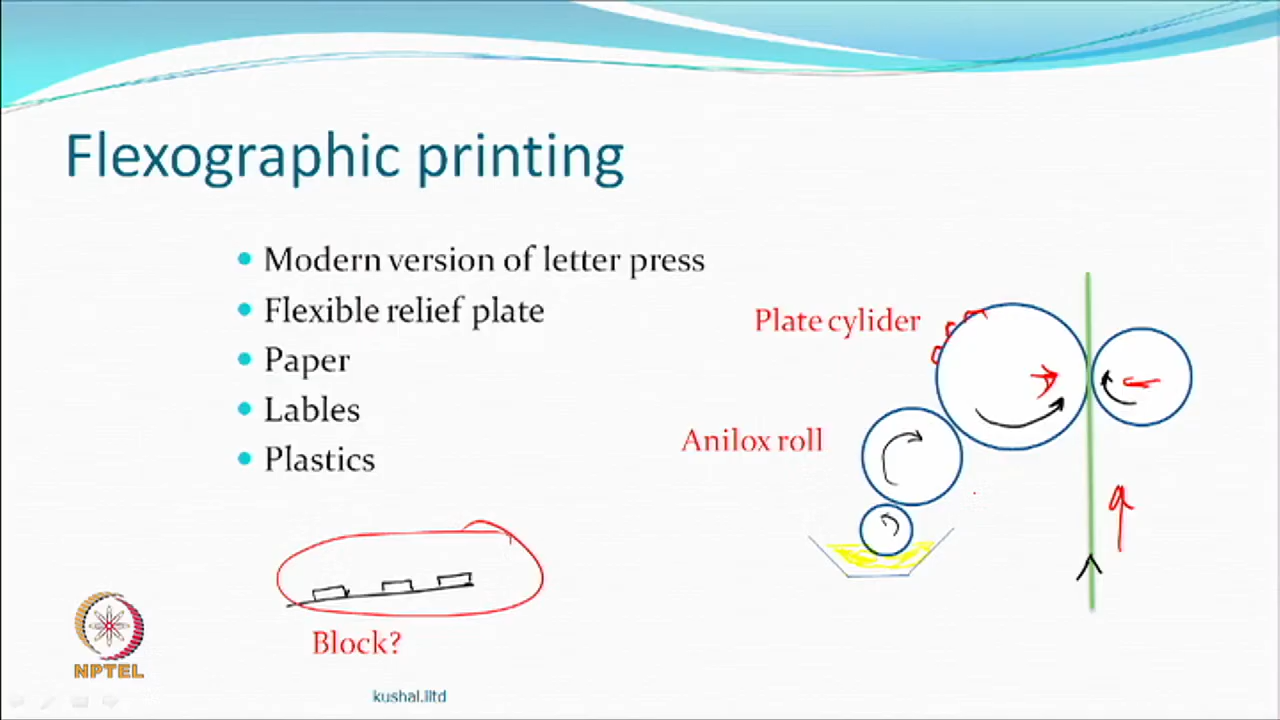 Flexographic printing
Modern version of letter press
Flexible relief plate
Paper
Lables
Plastics
Plate cylider
Anilox roll
Block?
NPTEL
kushal.iitd